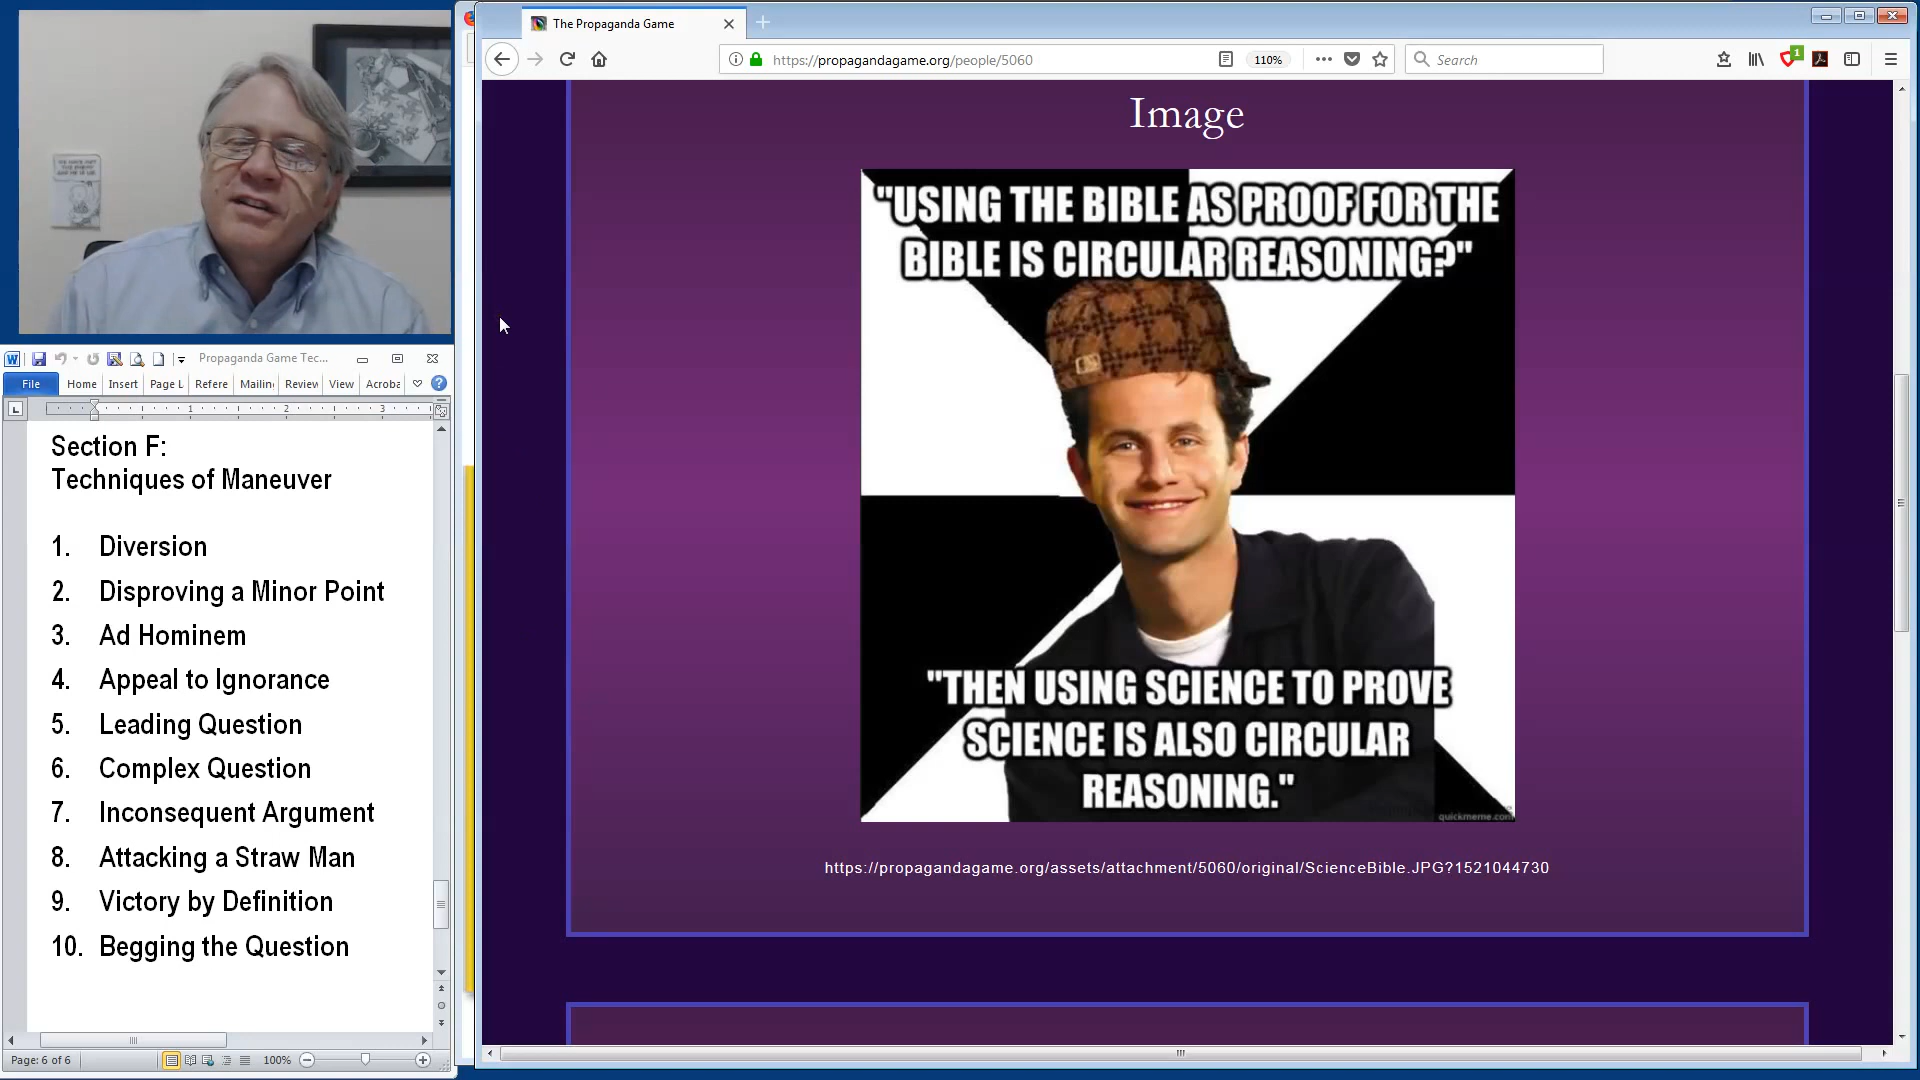 The Propaganda Game
https://propagandagame.org/people/5060
110%
Search
1
Image
"USING THE BIBLE AS PROOF FOR THE
BIBLE IS CIRCULAR REASONING?"
"THEN USING SCIENCE TO PROVE
SCIENCE IS ALSO CIRCULAR
REASONING."
quickmeme.com
https://propagandagame.org/assets/attachment/5060/original/ScienceBible.JPG?1521044730
Propaganda Game Tec...
File Home Insert Page L Refere Mailin Review View Acroba
1 2 3
Section F:
Techniques of Maneuver
1. Diversion
2. Disproving a Minor Point
3. Ad Hominem
4. Appeal to Ignorance
5. Leading Question
6. Complex Question
7. Inconsequent Argument
8. Attacking a Straw Man
9. Victory by Definition
10. Begging the Question
Page: 6 of 6
100%